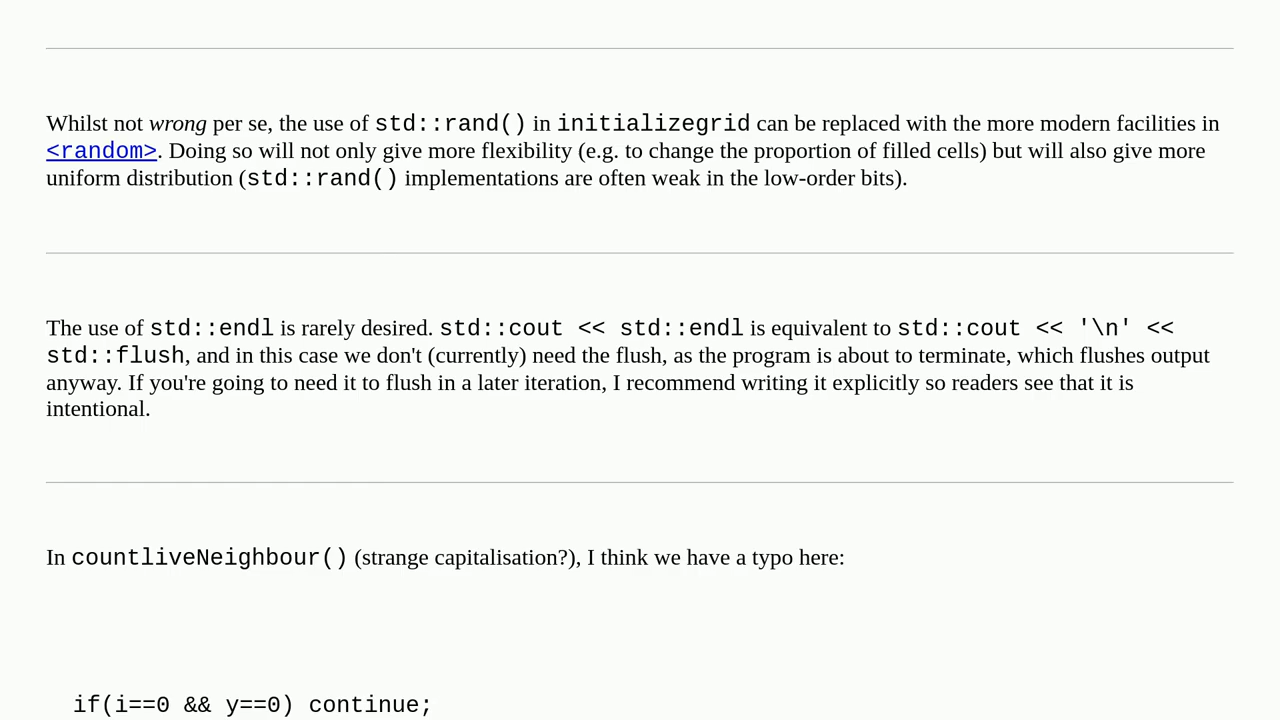 Whilst not wrong per se, the use of std::rand() in initializegrid can be replaced with the more modern facilities in
<random>. Doing so will not only give more flexibility (e.g. to change the proportion of filled cells) but will also give more
uniform distribution (std::rand() implementations are often weak in the low-order bits).
The use of std::endl is rarely desired. std::cout << std::endl is equivalent to std::cout << '\n' <<
std::flush, and in this case we don't (currently) need the flush, as the program is about to terminate, which flushes output
anyway. If you're going to need it to flush in a later iteration, I recommend writing it explicitly so readers see that it is
intentional.
In countliveNeighbour() (strange capitalisation?), I think we have a typo here:
if(i==0 && y==0) continue;